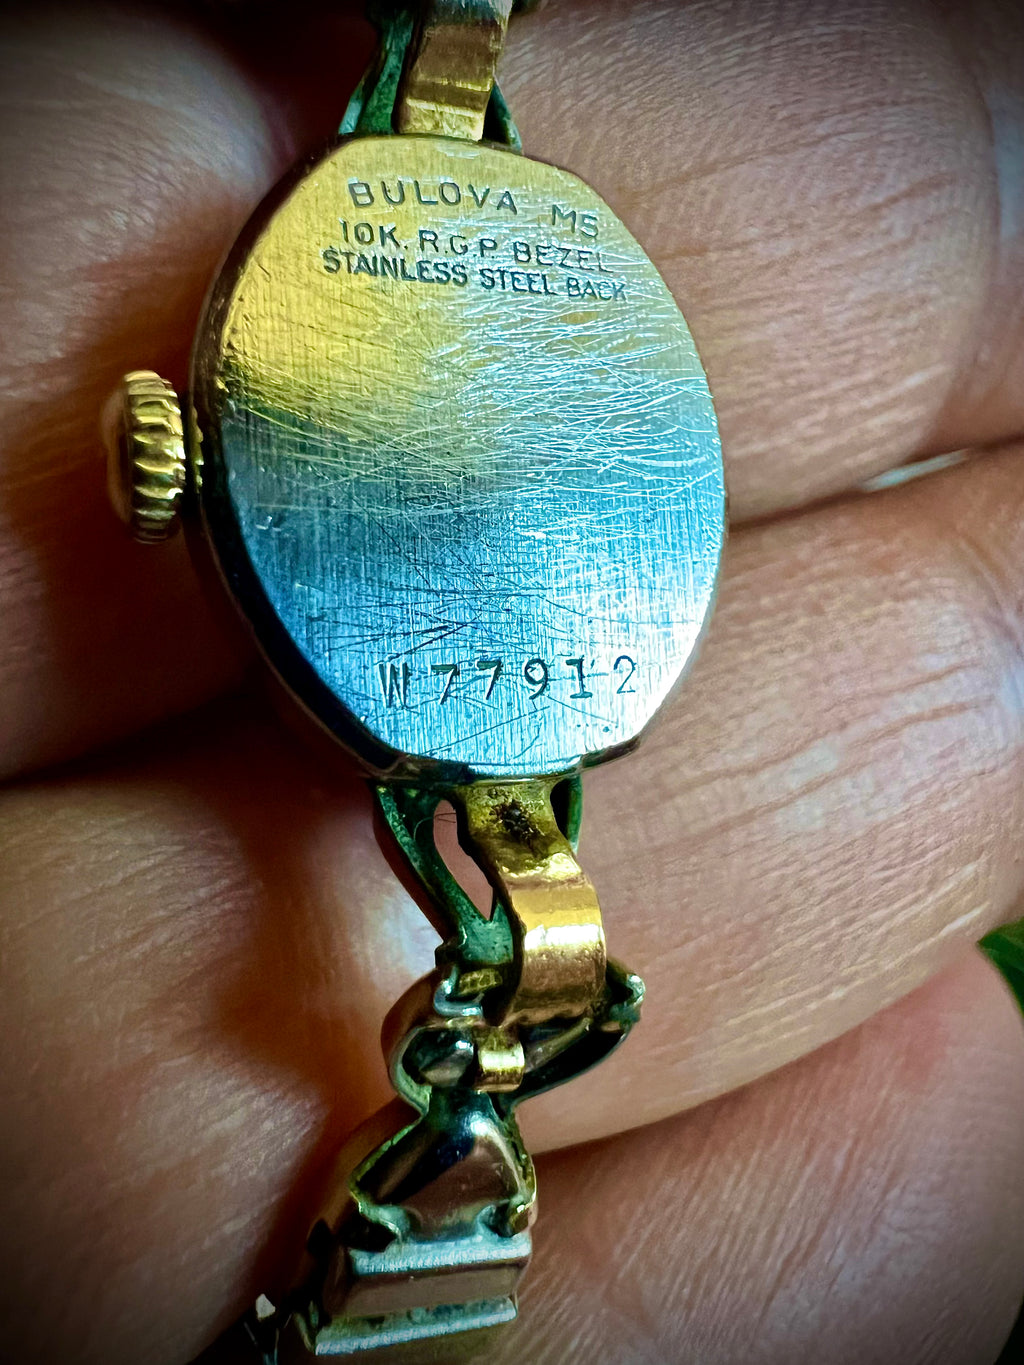 BULOVA M5
10K. R.G.P. BEZEL
STAINLESS STEEL BACK
W77912